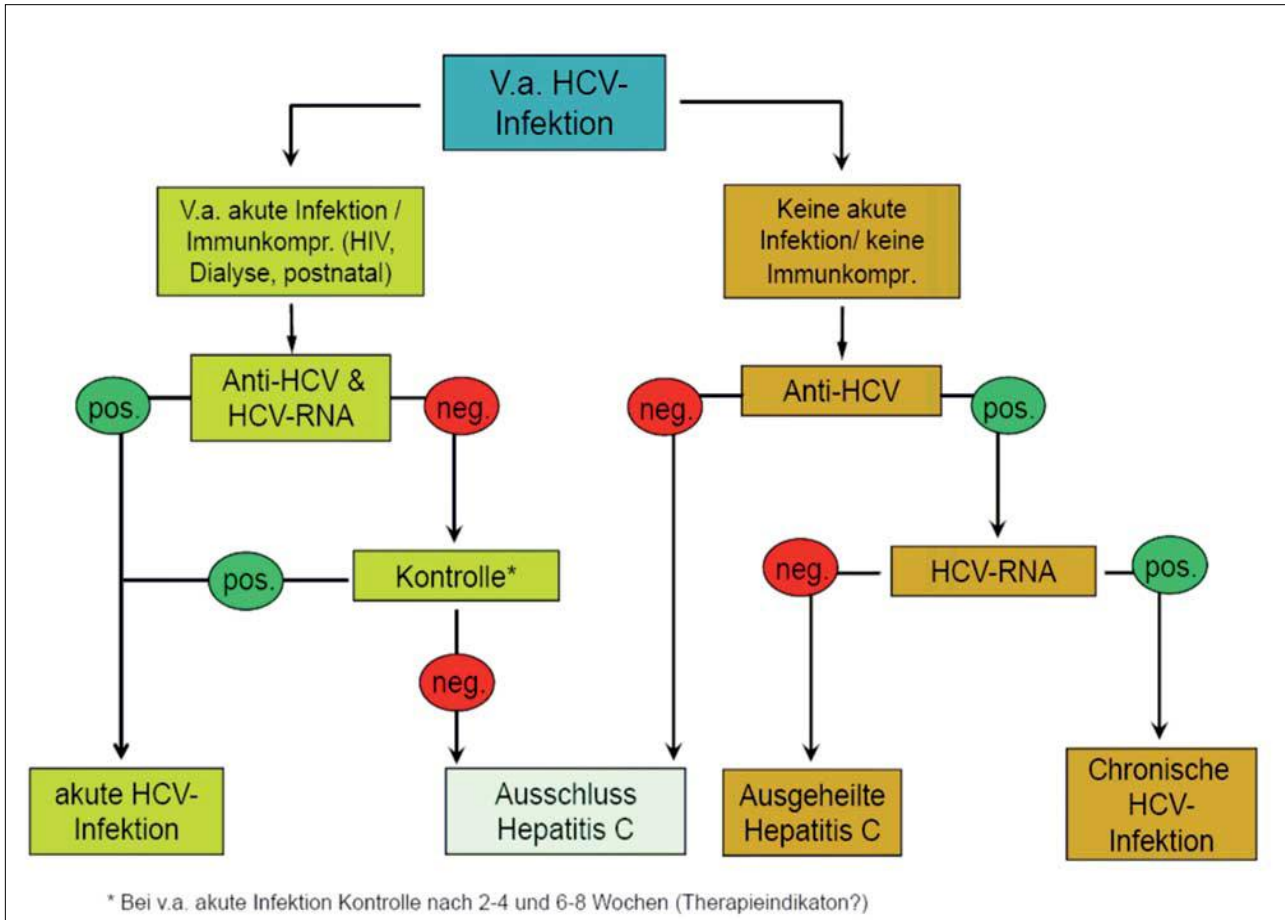 V.a. HCV-
Infektion
V.a. akute Infektion /
Immunkompr. (HIV,
Dialyse, postnatal)
Keine akute
Infektion/ keine
Immunkompr.
pos.
Anti-HCV &
HCV-RNA
neg.
neg.
Anti-HCV
pos.
pos.
Kontrolle*
neg.
HCV-RNA
pos.
neg.
akute HCV-
Infektion
Ausschluss
Hepatitis C
Ausgeheilte
Hepatitis C
Chronische
HCV-
Infektion
* Bei v.a. akute Infektion Kontrolle nach 2-4 und 6-8 Wochen (Therapieindikaton?)